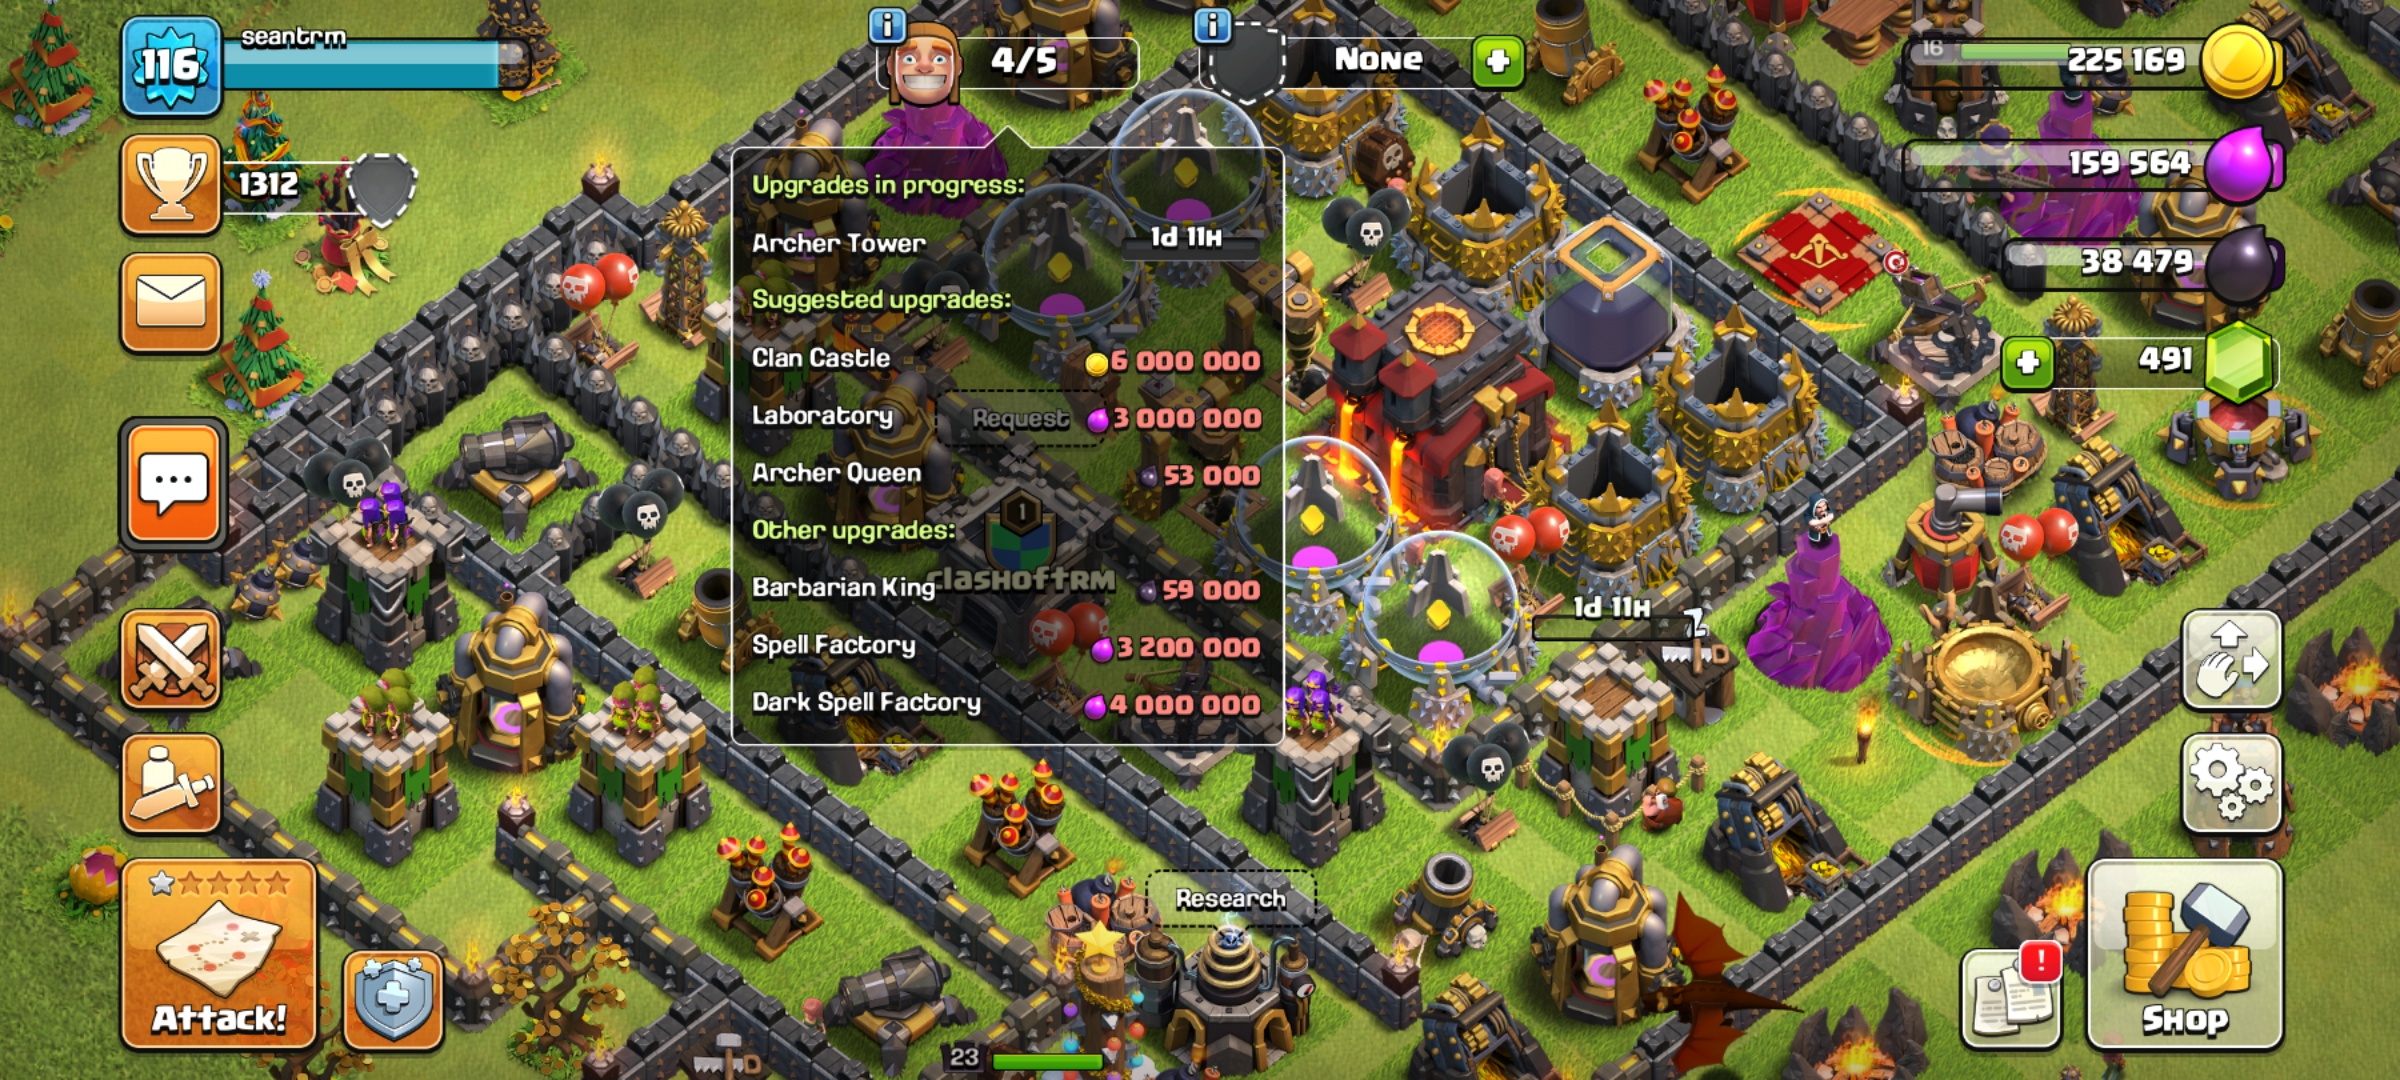 116
seantrm
4/5
None
16
225 169
1312
159 564
38 479
491
Upgrades in progress:
Archer Tower
1d 11H
Suggested upgrades:
Clan Castle 6 000 000
Laboratory 3 000 000
Request
Archer Queen 53 000
1
Other upgrades:
clashoftrm
Barbarian King 59 000
Spell Factory 3 200 000
Dark Spell Factory 4 000 000
1d 11H
Z
Research
23
Attack!
!
Shop